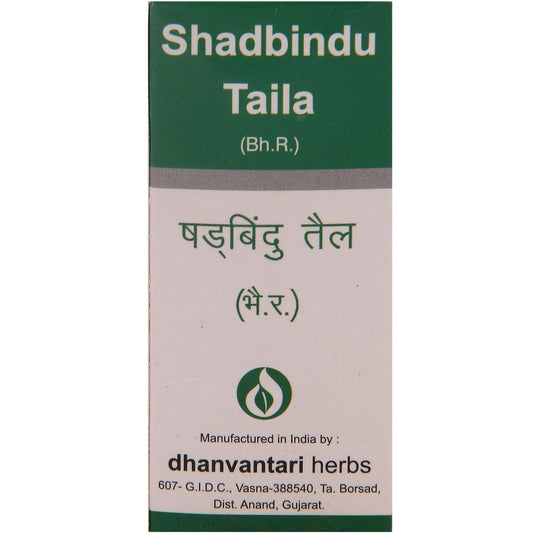 Shadbindu
Taila
(Bh.R.)
षड्बिंदु तैल
(भै.र.)
Manufactured in India by :
dhanvantari herbs
607- G.I.D.C., Vasna-388540, Ta. Borsad,
Dist. Anand, Gujarat.